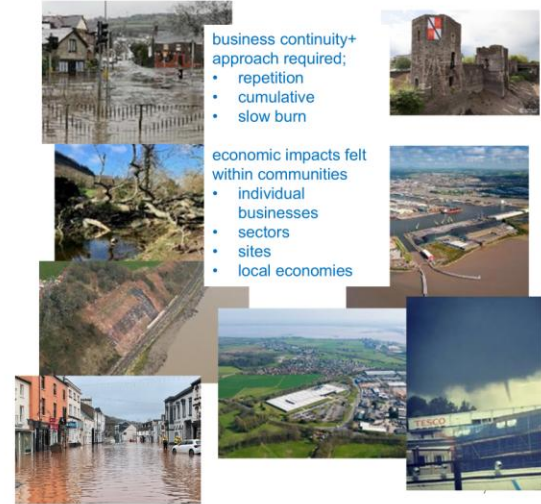 business continuity+
approach required;
• repetition
• cumulative
• slow burn
economic impacts felt
within communities
• individual
businesses
• sectors
• sites
• local economies
TESCO